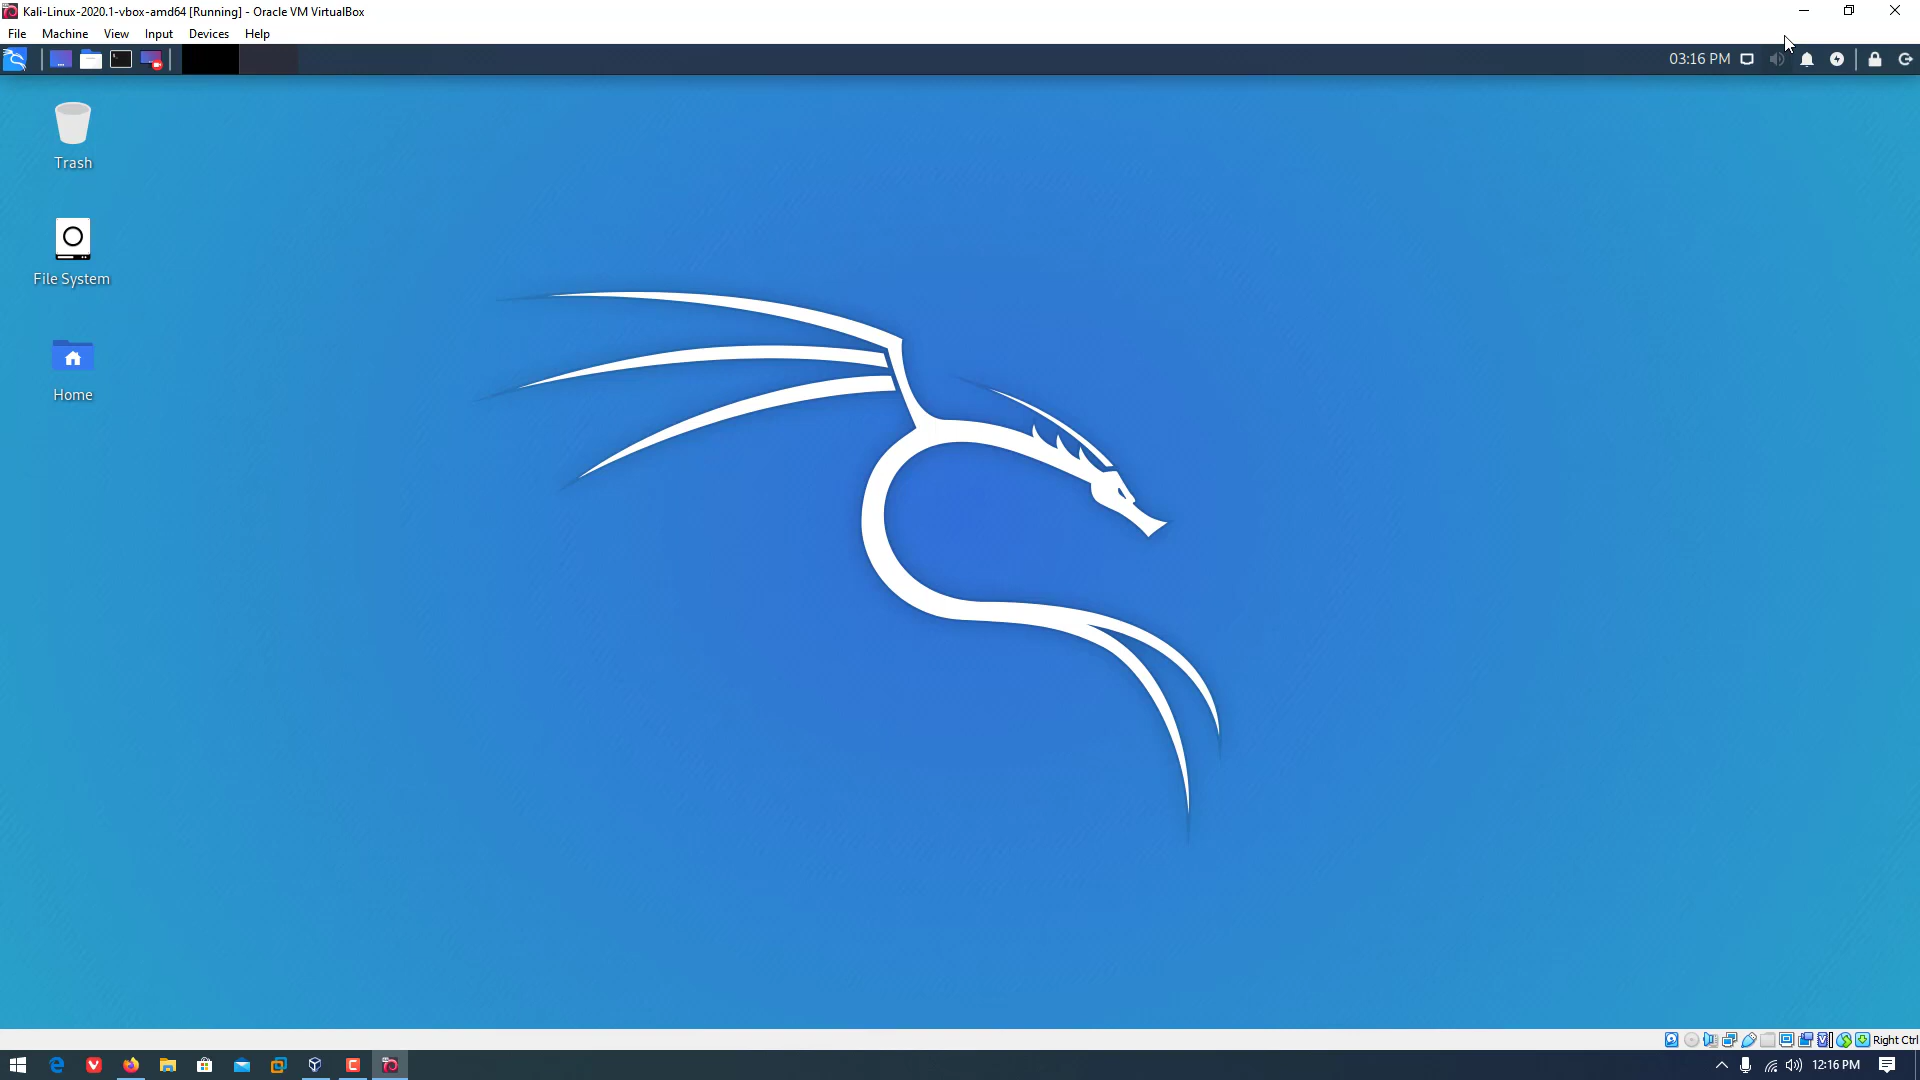 Kali-Linux-2020.1-vbox-amd64 [Running] - Oracle VM VirtualBox
File Machine View Input Devices Help
03:16 PM
Trash
File System
Home
Right Ctrl
12:16 PM